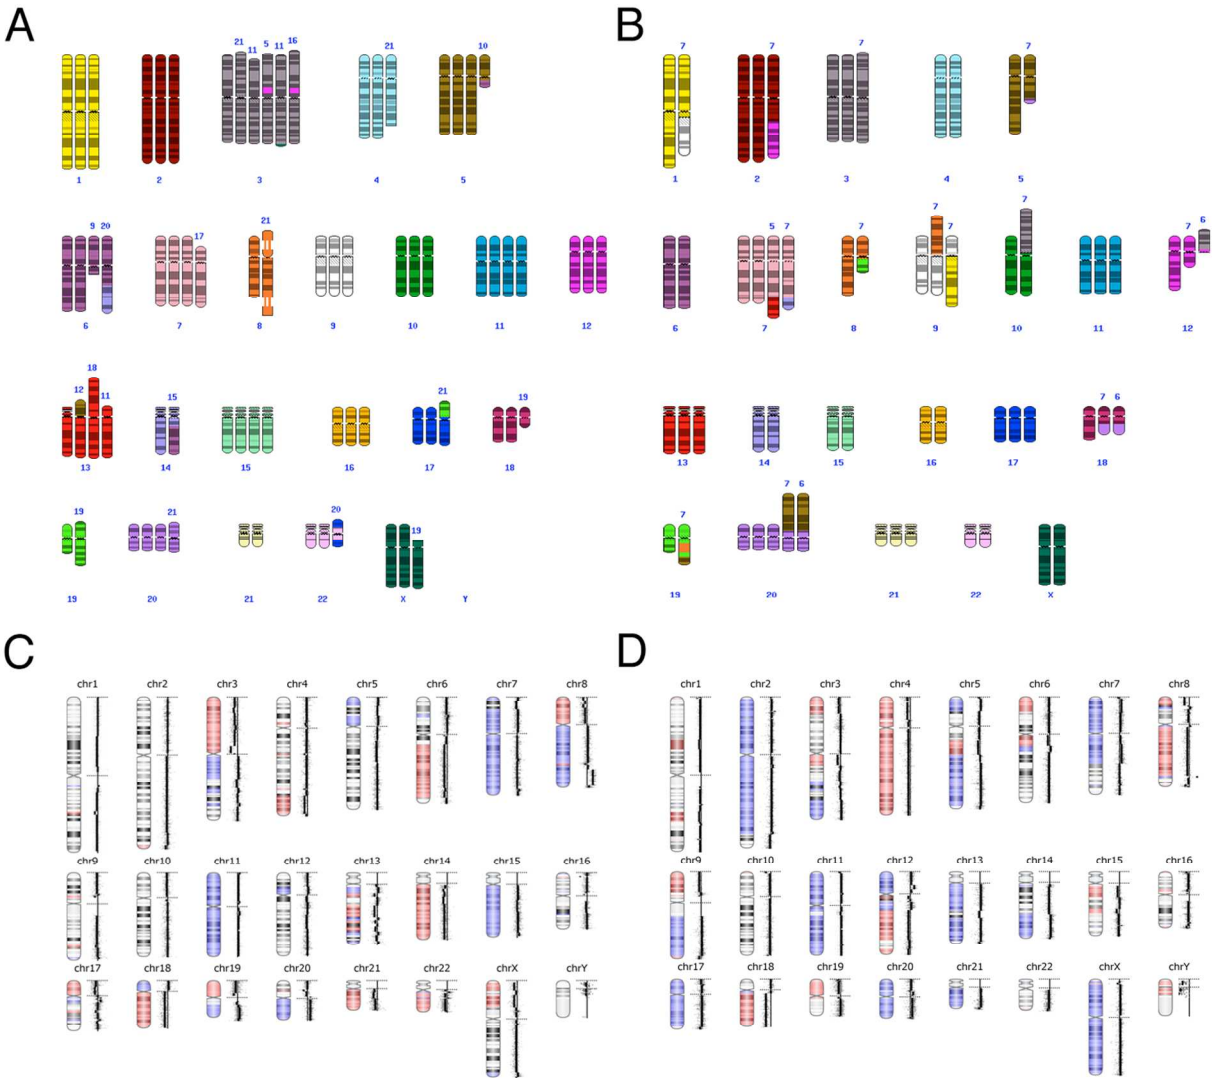 A
B
21 11 5 11 16 21 10
7 7 7 7
1 2 3 4 5
1 2 3 4 5
9 20 17 21
5 7 7 7 7 7 7 6
6 7 8 9 10 11 12
6 7 8 9 10 11 12
12 18 11 15 21 19
7 6
13 14 15 16 17 18
13 14 15 16 17 18
19 21 20 19
7 7 6
19 20 21 22 X Y
19 20 21 22 X
C
D
chr1 chr2 chr3 chr4 chr5 chr6 chr7 chr8
chr1 chr2 chr3 chr4 chr5 chr6 chr7 chr8
chr9 chr10 chr11 chr12 chr13 chr14 chr15 chr16
chr9 chr10 chr11 chr12 chr13 chr14 chr15 chr16
chr17 chr18 chr19 chr20 chr21 chr22 chrX chrY
chr17 chr18 chr19 chr20 chr21 chr22 chrX chrY